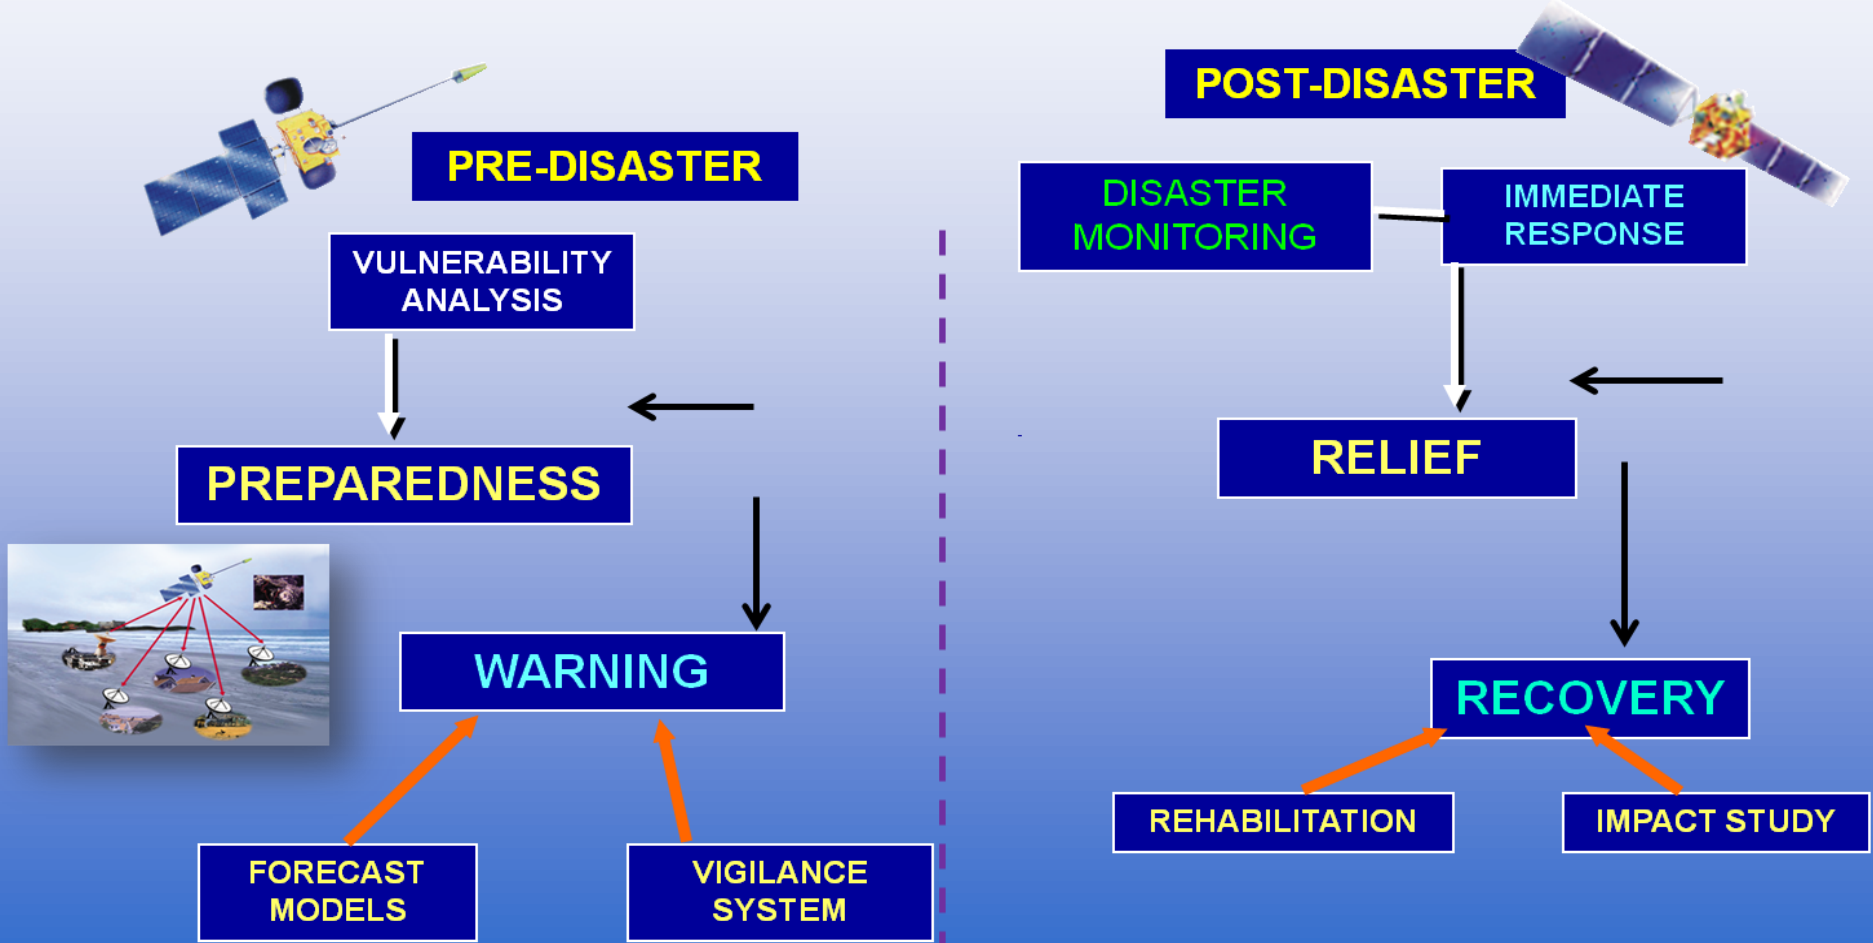 PRE-DISASTER
VULNERABILITY
ANALYSIS
PREPAREDNESS
WARNING
FORECAST
MODELS
VIGILANCE
SYSTEM
POST-DISASTER
DISASTER
MONITORING
IMMEDIATE
RESPONSE
-
RELIEF
RECOVERY
REHABILITATION
IMPACT STUDY